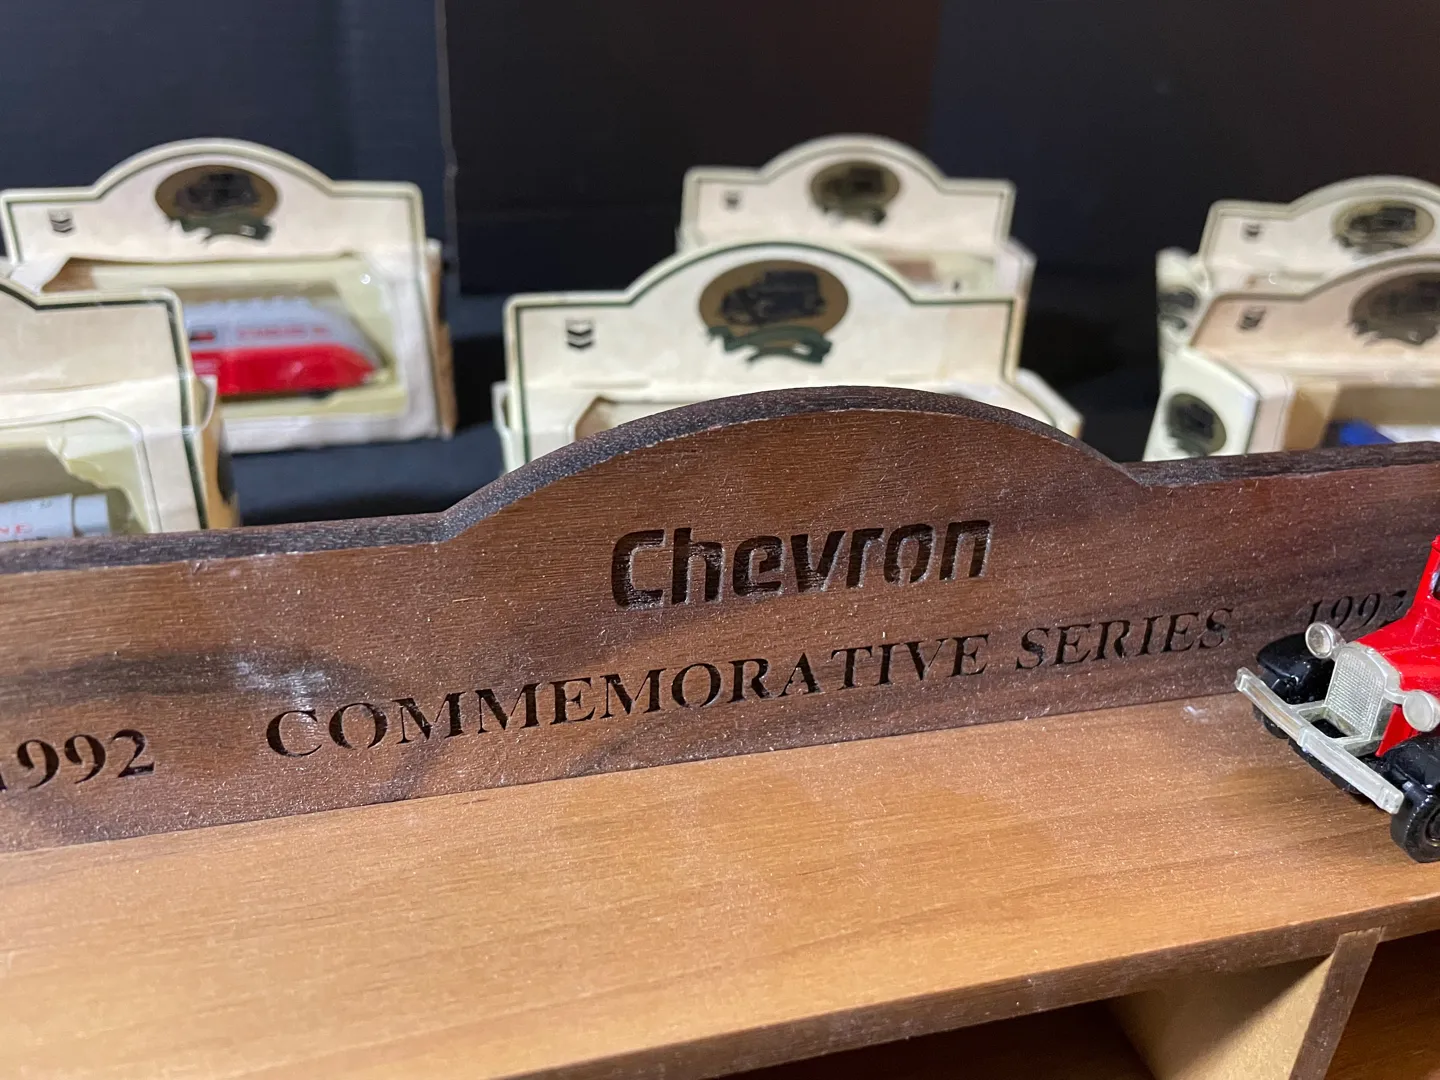 Chevron
1992 COMMEMORATIVE SERIES